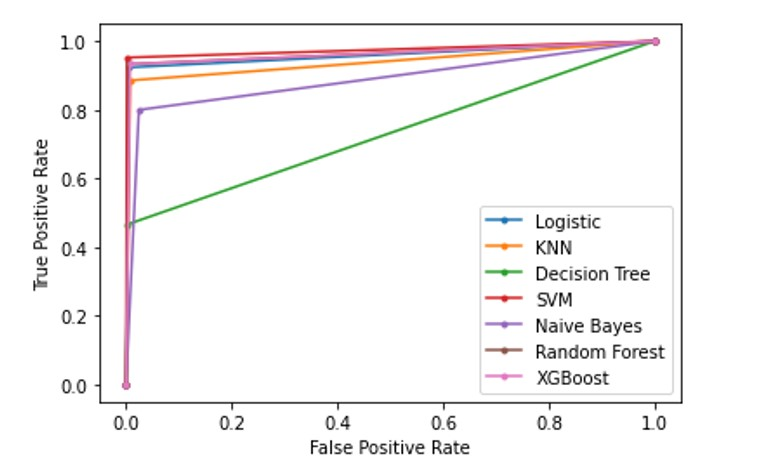 1.0
0.8
0.6
0.4
0.2
0.0
True Positive Rate
Logistic
KNN
Decision Tree
SVM
Naive Bayes
Random Forest
XGBoost
0.0 0.2 0.4 0.6 0.8 1.0
False Positive Rate